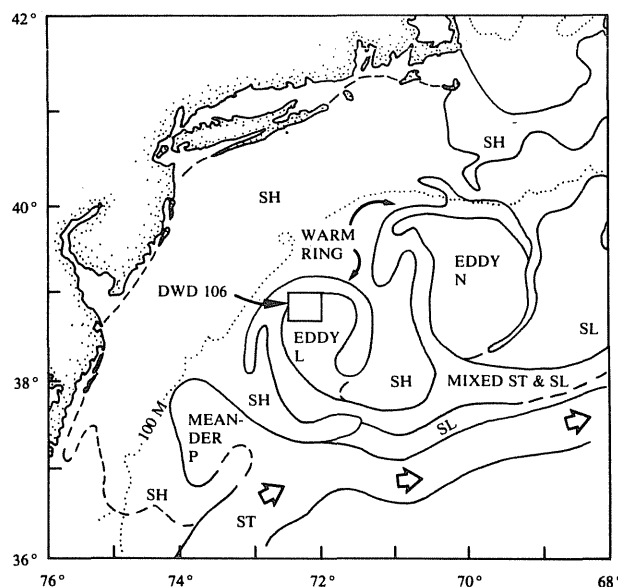 42°
SH
SH
40°
WARM
RING
EDDY
N
DWD 106
EDDY
L
SL
38°
SH
MIXED ST & SL
SH
100 M
MEAN-
DER
P
SL
SH
ST
36°
76°
74°
72°
70°
68°